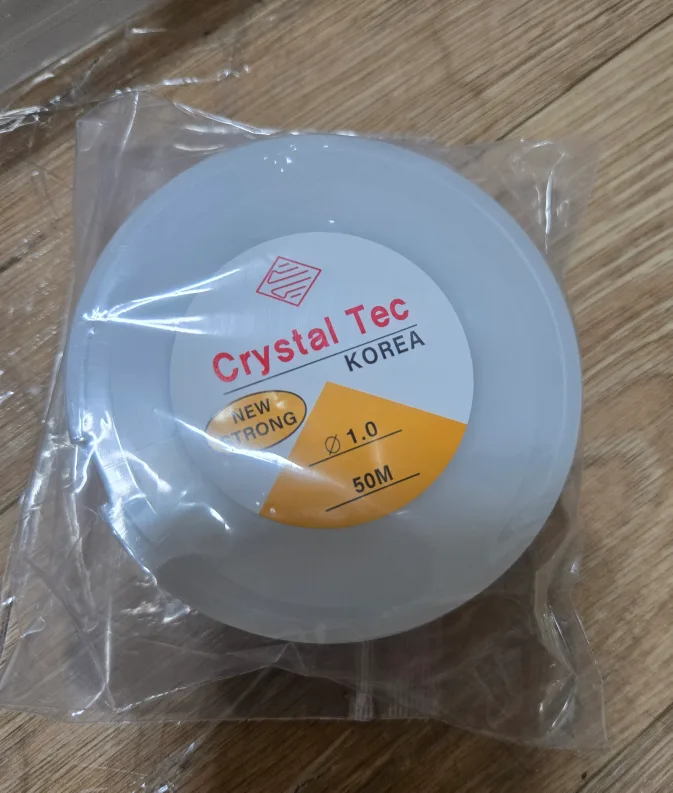 Crystal Tec
KOREA
NEW
STRONG
Ø 1.0
50M